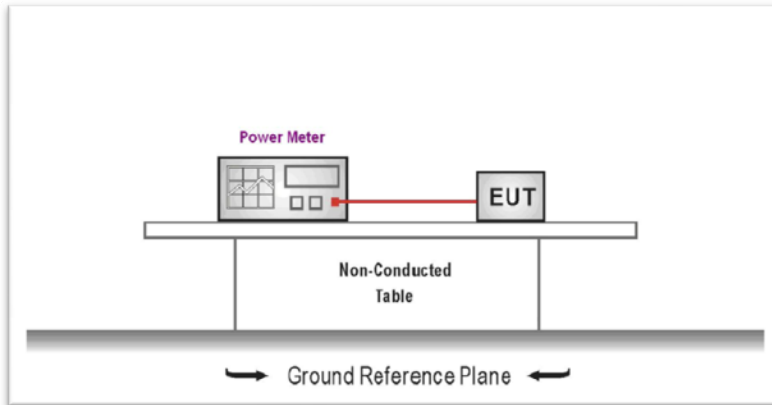 Power Meter
EUT
Non-Conducted
Table
Ground Reference Plane